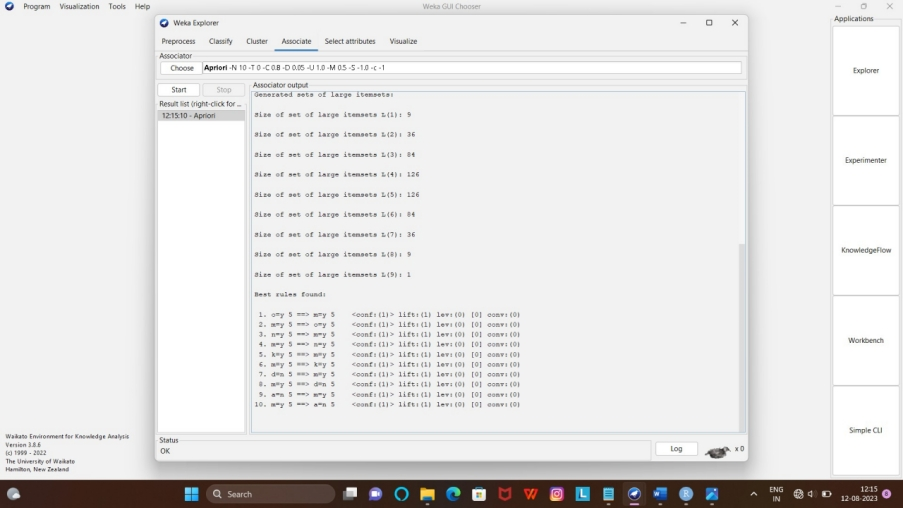 Program Visualization Tools Help
Weka GUI Chooser
Applications
Weka Explorer
Preprocess Classify Cluster Associate Select attributes Visualize
Associator
Choose Apriori -N 10 -T 0 -C 0.8 -D 0.05 -U 1.0 -M 0.5 -S -1.0 -c -1
Start Stop
Associator output
Result list (right-click for ...
12:15:10 - Apriori
Generated sets of large itemsets:
Size of set of large itemsets L(1): 9
Size of set of large itemsets L(2): 36
Size of set of large itemsets L(3): 84
Size of set of large itemsets L(4): 126
Size of set of large itemsets L(5): 126
Size of set of large itemsets L(6): 84
Size of set of large itemsets L(7): 36
Size of set of large itemsets L(8): 9
Size of set of large itemsets L(9): 1
Best rules found:
1. o=y 5 ==> m=y 5 <conf:(1)> lift:(1) lev:(0) [0] conv:(0)
2. m=y 5 ==> o=y 5 <conf:(1)> lift:(1) lev:(0) [0] conv:(0)
3. n=y 5 ==> m=y 5 <conf:(1)> lift:(1) lev:(0) [0] conv:(0)
4. m=y 5 ==> n=y 5 <conf:(1)> lift:(1) lev:(0) [0] conv:(0)
5. k=y 5 ==> m=y 5 <conf:(1)> lift:(1) lev:(0) [0] conv:(0)
6. m=y 5 ==> k=y 5 <conf:(1)> lift:(1) lev:(0) [0] conv:(0)
7. d=n 5 ==> m=y 5 <conf:(1)> lift:(1) lev:(0) [0] conv:(0)
8. m=y 5 ==> d=n 5 <conf:(1)> lift:(1) lev:(0) [0] conv:(0)
9. a=n 5 ==> m=y 5 <conf:(1)> lift:(1) lev:(0) [0] conv:(0)
10. m=y 5 ==> a=n 5 <conf:(1)> lift:(1) lev:(0) [0] conv:(0)
Status
OK
Log
x 0
Explorer
Experimenter
KnowledgeFlow
Workbench
Simple CLI
Waikato Environment for Knowledge Analysis
Version 3.8.6
(c) 1999 - 2022
The University of Waikato
Hamilton, New Zealand
Search
ENG
IN
12:15
12-08-2023